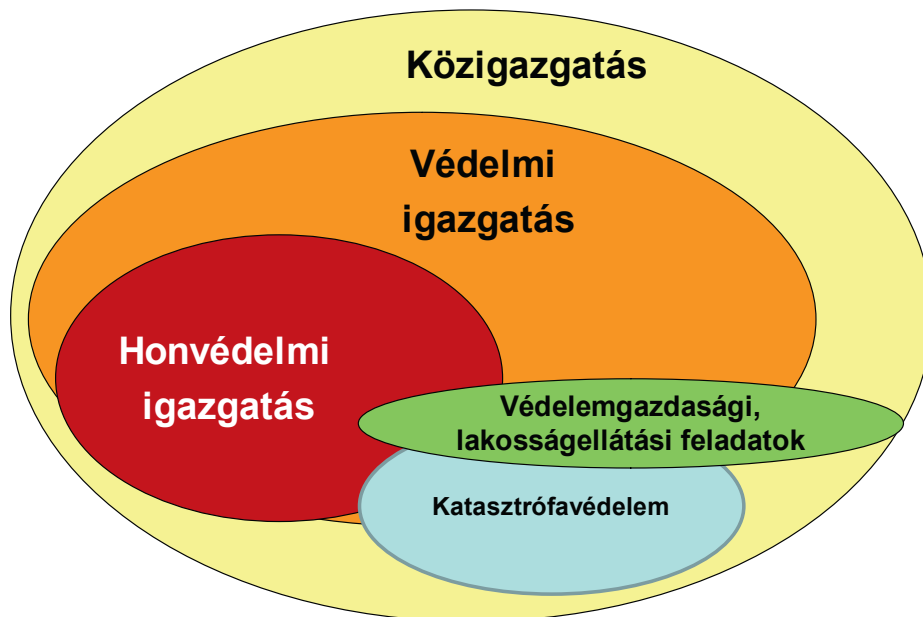 Közigazgatás
Védelmi
igazgatás
Honvédelmi
igazgatás
Védelemgazdasági,
lakosságellátási feladatok
Katasztrófavédelem